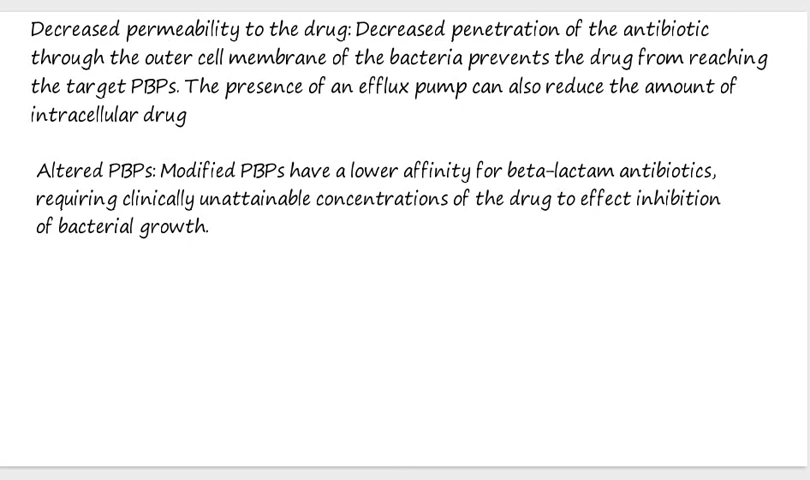 Decreased permeability to the drug: Decreased penetration of the antibiotic
through the outer cell membrane of the bacteria prevents the drug from reaching
the target PBPs. The presence of an efflux pump can also reduce the amount of
intracellular drug
Altered PBPs: Modified PBPs have a lower affinity for beta-lactam antibiotics,
requiring clinically unattainable concentrations of the drug to effect inhibition
of bacterial growth.